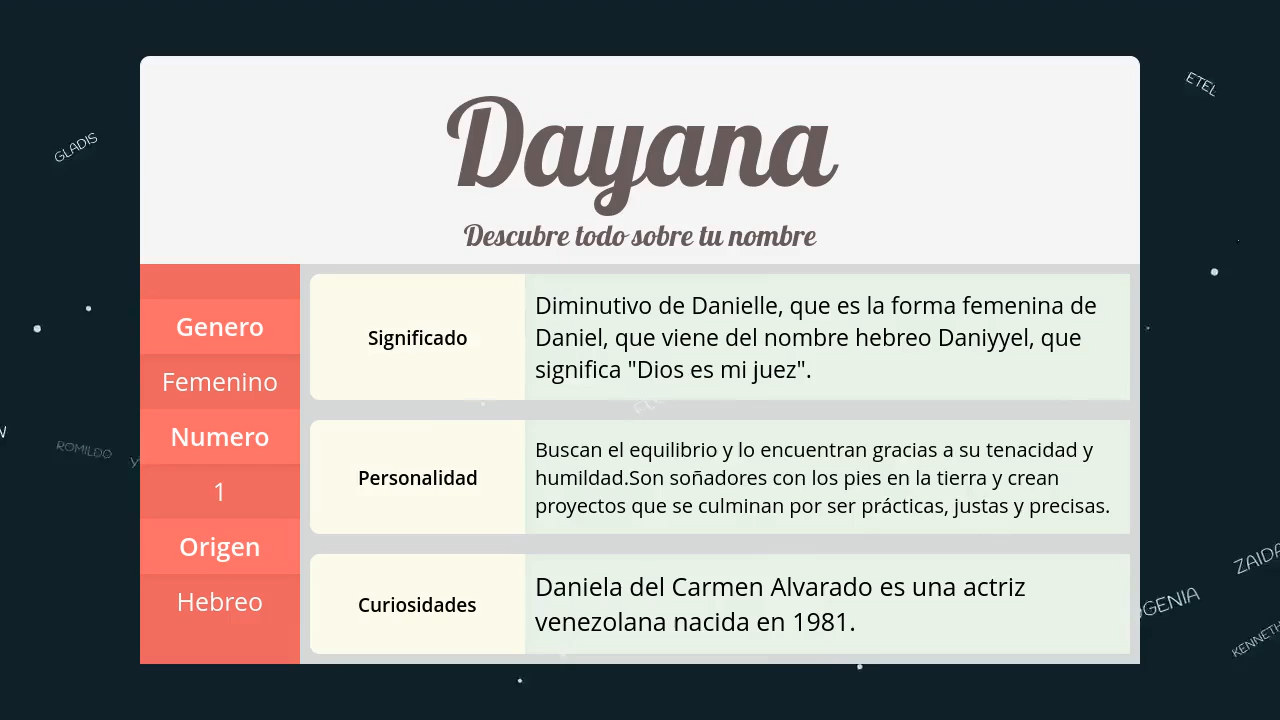 Dayana
Descubre todo sobre tu nombre
Genero
Femenino
Numero
1
Origen
Hebreo
Significado
Diminutivo de Danielle, que es la forma femenina de
Daniel, que viene del nombre hebreo Daniyyel, que
significa "Dios es mi juez".
Personalidad
Buscan el equilibrio y lo encuentran gracias a su tenacidad y
humildad.Son soñadores con los pies en la tierra y crean
proyectos que se culminan por ser prácticas, justas y precisas.
Curiosidades
Daniela del Carmen Alvarado es una actriz
venezolana nacida en 1981.
GLADIS
ETEL
ROMILDO
ZAIDA
GENIA
KENNETH